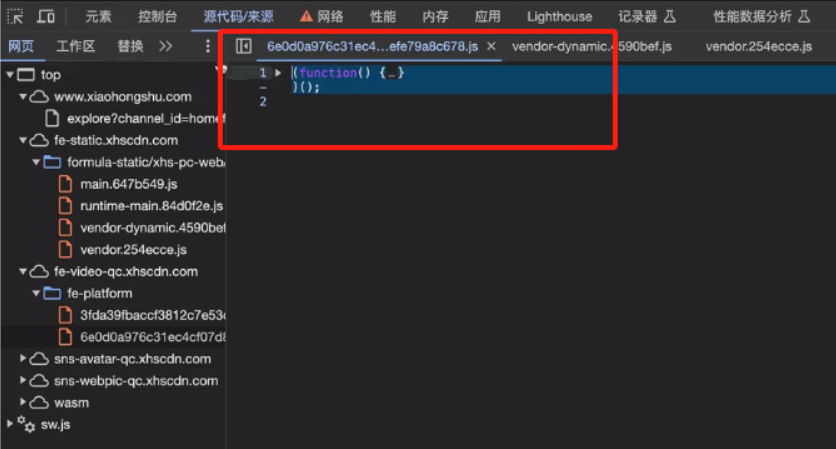 元素 控制台 源代码/来源 网络 性能 内存 应用 Lighthouse 记录器 性能数据分析
网页 工作区 替换 >> 6e0d0a976c31ec4…efe79a8c678.js × vendor-dynamic.4590bef.js vendor.254ecce.js
top
www.xiaohongshu.com
explore?channel_id=homef
fe-static.xhscdn.com
formula-static/xhs-pc-web/
main.647b549.js
runtime-main.84d0f2e.js
vendor-dynamic.4590bef
vendor.254ecce.js
fe-video-qc.xhscdn.com
fe-platform
3fda39fbaccf3812c7e53c
6e0d0a976c31ec4cf07d8
sns-avatar-qc.xhscdn.com
sns-webpic-qc.xhscdn.com
wasm
sw.js
1 (function() {…}
- )();
2